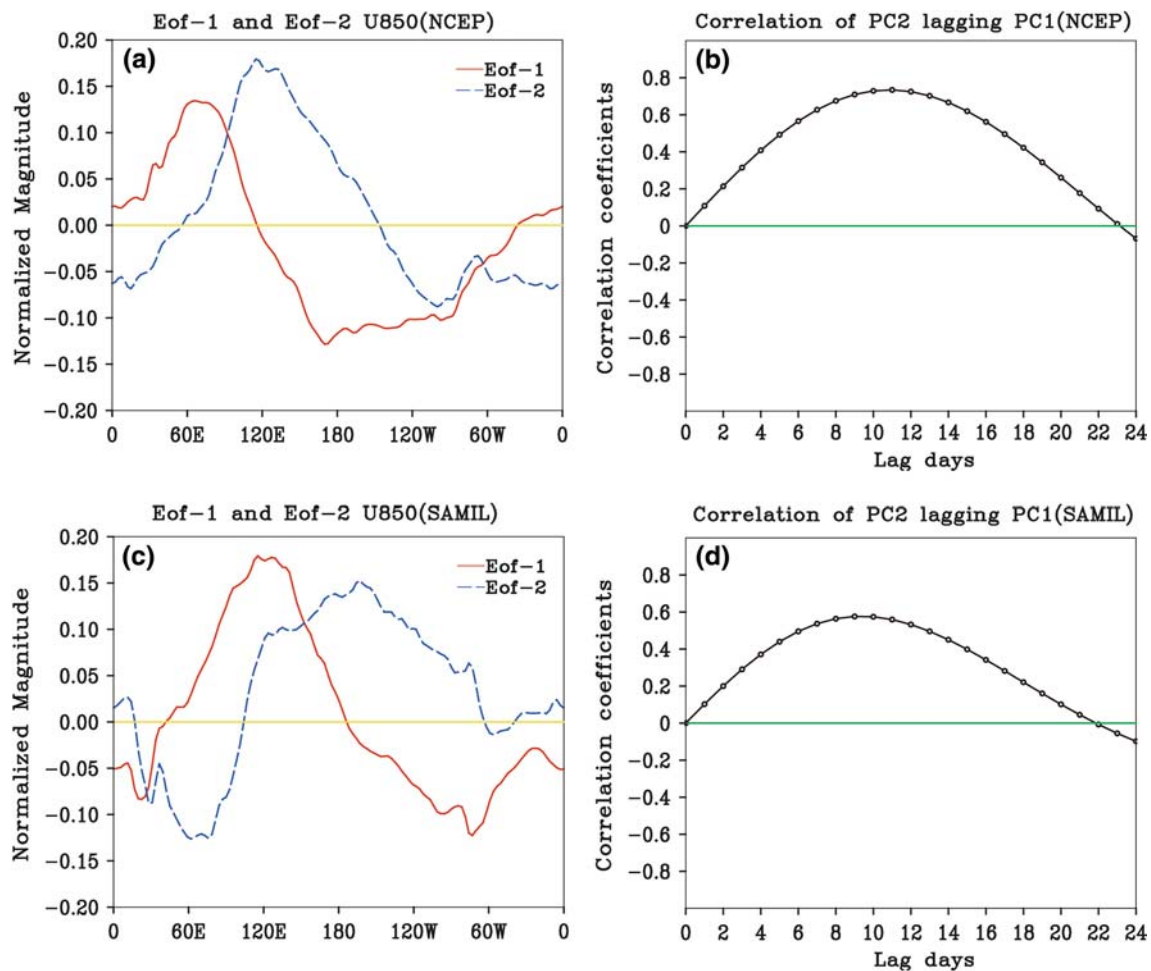 Eof-1 and Eof-2 U850(NCEP)
(a)
Eof-1
Eof-2
Normalized Magnitude
0.20
0.15
0.10
0.05
0.00
-0.05
-0.10
-0.15
-0.20
0 60E 120E 180 120W 60W 0
Correlation of PC2 lagging PC1(NCEP)
(b)
Correlation coefficients
0.8
0.6
0.4
0.2
0
-0.2
-0.4
-0.6
-0.8
0 2 4 6 8 10 12 14 16 18 20 22 24
Lag days
Eof-1 and Eof-2 U850(SAMIL)
(c)
Eof-1
Eof-2
Normalized Magnitude
0.20
0.15
0.10
0.05
0.00
-0.05
-0.10
-0.15
-0.20
0 60E 120E 180 120W 60W 0
Correlation of PC2 lagging PC1(SAMIL)
(d)
Correlation coefficients
0.8
0.6
0.4
0.2
0
-0.2
-0.4
-0.6
-0.8
0 2 4 6 8 10 12 14 16 18 20 22 24
Lag days